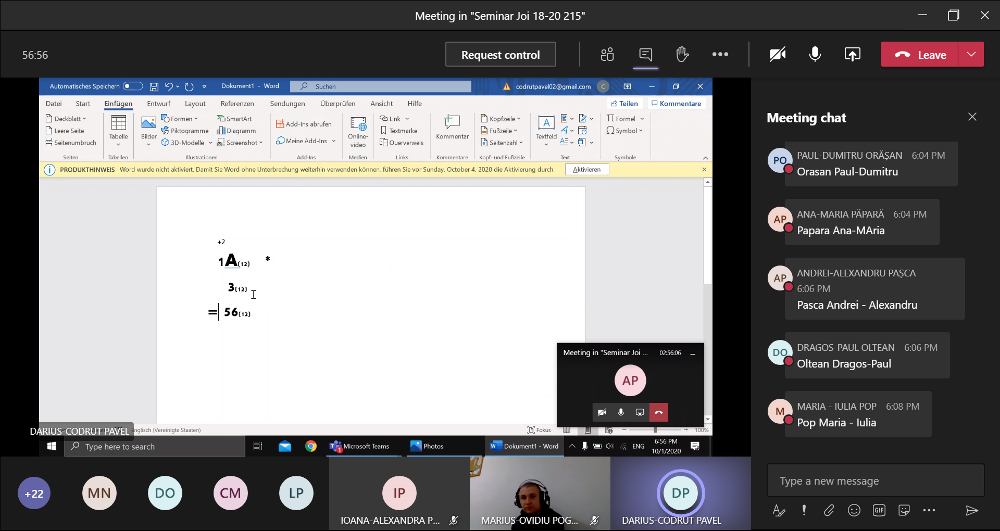 Meeting in "Seminar Joi 18-20 215"
56:56
Request control
Leave
Automatisches Speichern
Dokument1 - Word
Suchen
codrutpavel02@gmail.com
C
Datei Start Einfügen Entwurf Layout Referenzen Sendungen Überprüfen Ansicht Hilfe
Teilen
Kommentare
Deckblatt
Leere Seite
Seitenumbruch
Seiten
Tabelle
Tabellen
Bilder
Formen
Piktogramme
3D-Modelle
SmartArt
Diagramm
Screenshot
Illustrationen
Add-Ins abrufen
Meine Add-Ins
Add-Ins
Online-
video
Medien
Link
Textmarke
Querverweis
Links
Kommentar
Kommentare
Kopfzeile
Fußzeile
Seitenzahl
Kopf- und Fußzeile
Textfeld
Text
Formel
Symbol
Symbole
PRODUKTHINWEIS Word wurde nicht aktiviert. Damit Sie Word ohne Unterbrechung weiterhin verwenden können, führen Sie vor Sunday, October 4, 2020 die Aktivierung durch.
Aktivieren
+2
1A(12) *
3(12)
= 56(12)
Meeting in "Seminar Joi ... 02:56:06
AP
DARIUS-CODRUT PAVEL
Englisch (Vereinigte Staaten)
Fokus
100%
Type here to search
Microsoft Teams
1
Photos
Dokument1 - Word
ENG
6:56 PM
10/1/2020
+22
MN
DO
CM
LP
IP
IOANA-ALEXANDRA P...
MARIUS-OVIDIU POG...
DP
DARIUS-CODRUT PAVEL
Meeting chat
PO
PAUL-DUMITRU ORĂȘAN 6:04 PM
Orasan Paul-Dumitru
AP
ANA-MARIA PĂPARĂ 6:04 PM
Papara Ana-MAria
AP
ANDREI-ALEXANDRU PAȘCA
6:06 PM
Pasca Andrei - Alexandru
DO
DRAGOS-PAUL OLTEAN 6:06 PM
Oltean Dragos-Paul
M
MARIA - IULIA POP 6:08 PM
Pop Maria - Iulia
Type a new message
GIF